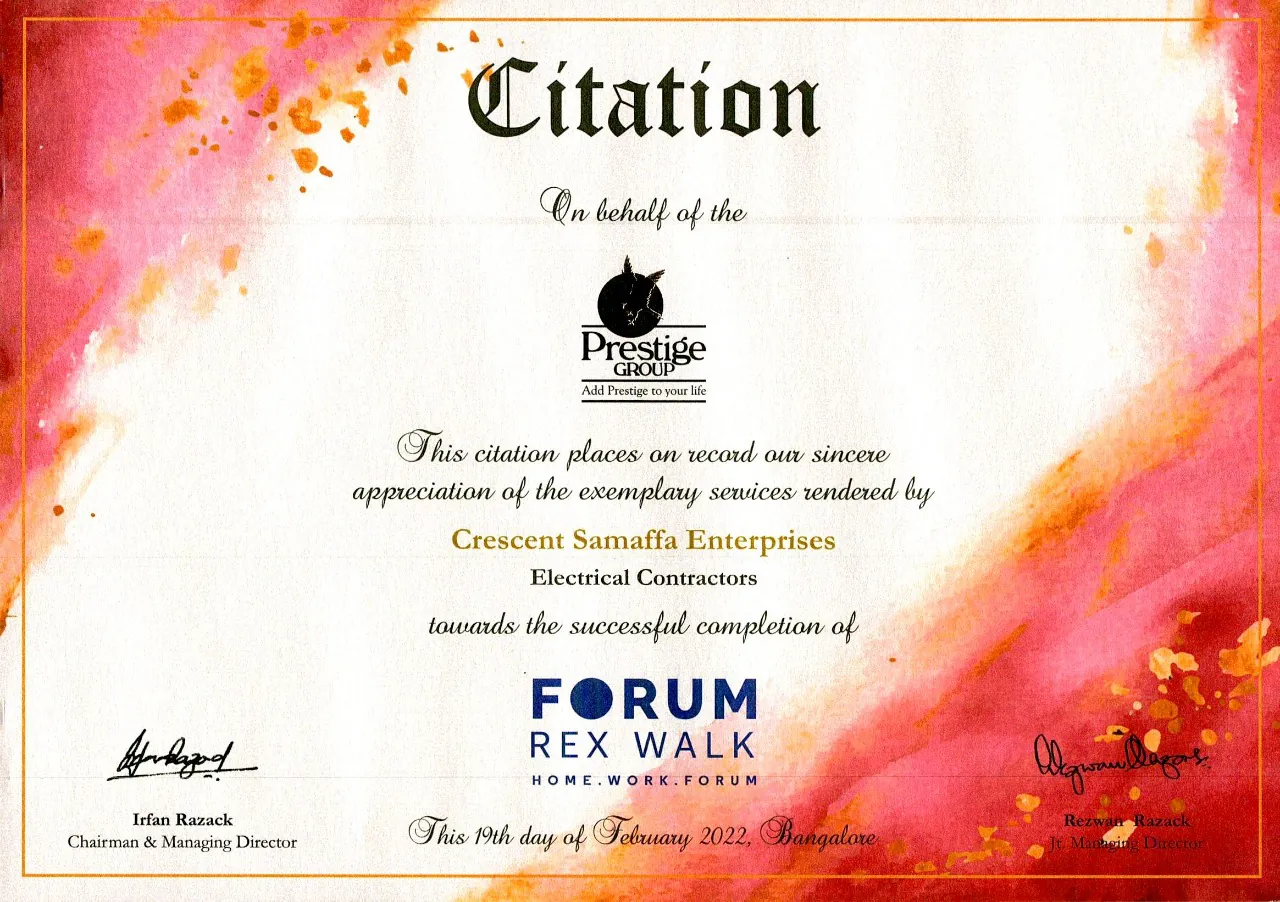 Citation
On behalf of the
Prestige
GROUP
Add Prestige to your life
This citation places on record our sincere
appreciation of the exemplary services rendered by
Crescent Samaffa Enterprises
Electrical Contractors
towards the successful completion of
FORUM
REX WALK
HOME.WORK.FORUM
Irfan Razack
Chairman & Managing Director
This 19th day of February 2022, Bangalore
Rezwan Razack
Jt. Managing Director